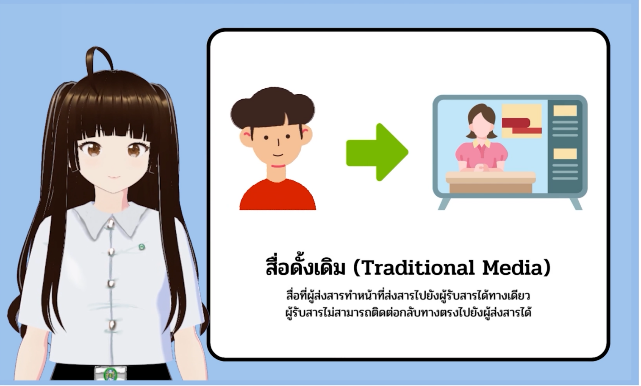 สื่อดั้งเดิม (Traditional Media)
สื่อที่ผู้ส่งสารทำหน้าที่ส่งสารไปยังผู้รับสารได้ทางเดียว
ผู้รับสารไม่สามารถติดต่อกลับทางตรงไปยังผู้ส่งสารได้